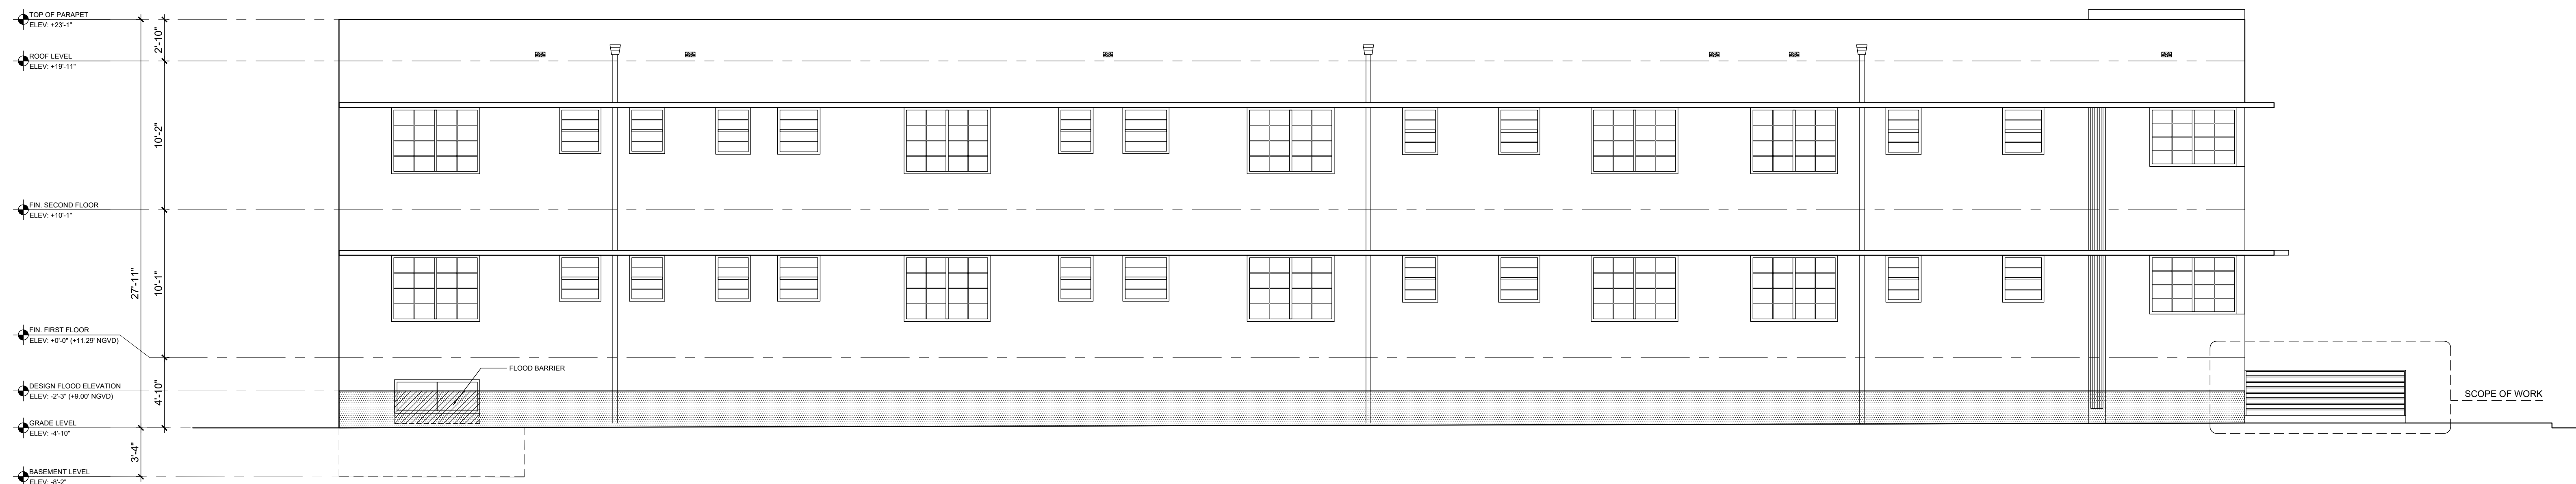 TOP OF PARAPET
ELEV: +23'-1"
2'-10"
ROOF LEVEL
ELEV: +19'-11"
10'-2"
FIN. SECOND FLOOR
ELEV: +10'-1"
27'-11"
10'-1"
FIN. FIRST FLOOR
ELEV: +0'-0" (+11.29' NGVD)
FLOOD BARRIER
DESIGN FLOOD ELEVATION
ELEV: -2'-3" (+9.00' NGVD)
4'-10"
SCOPE OF WORK
GRADE LEVEL
ELEV: -4'-10"
3'-4"
BASEMENT LEVEL
ELEV: -8'-2"